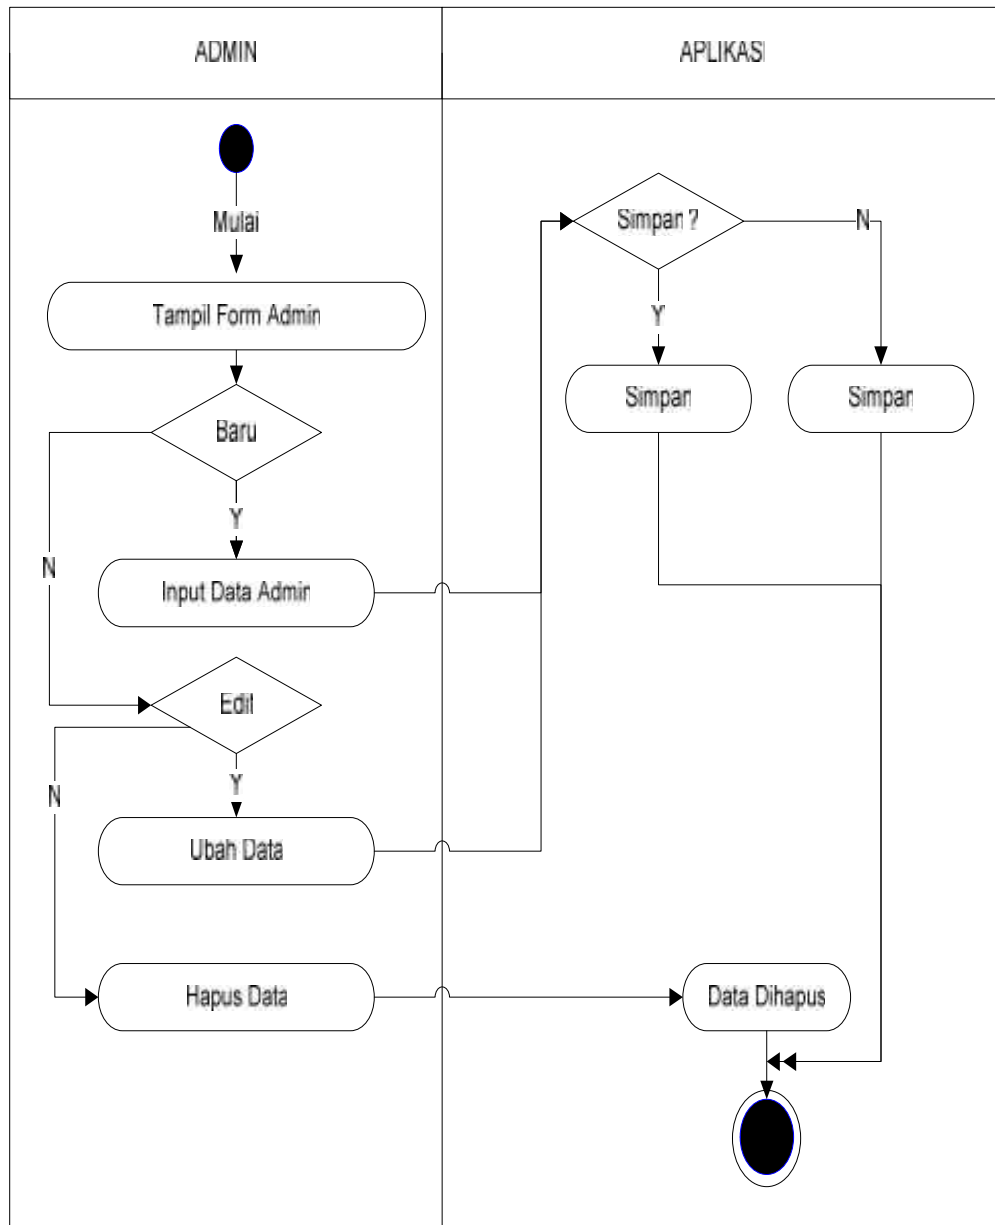 ADMIN
APLIKASI
Mulai
Tampil Form Admin
Baru
Y
N
Input Data Admin
Edit
Y
N
Ubah Data
Hapus Data
Simpan ?
N
Y
Simpan
Simpan
Data Dihapus